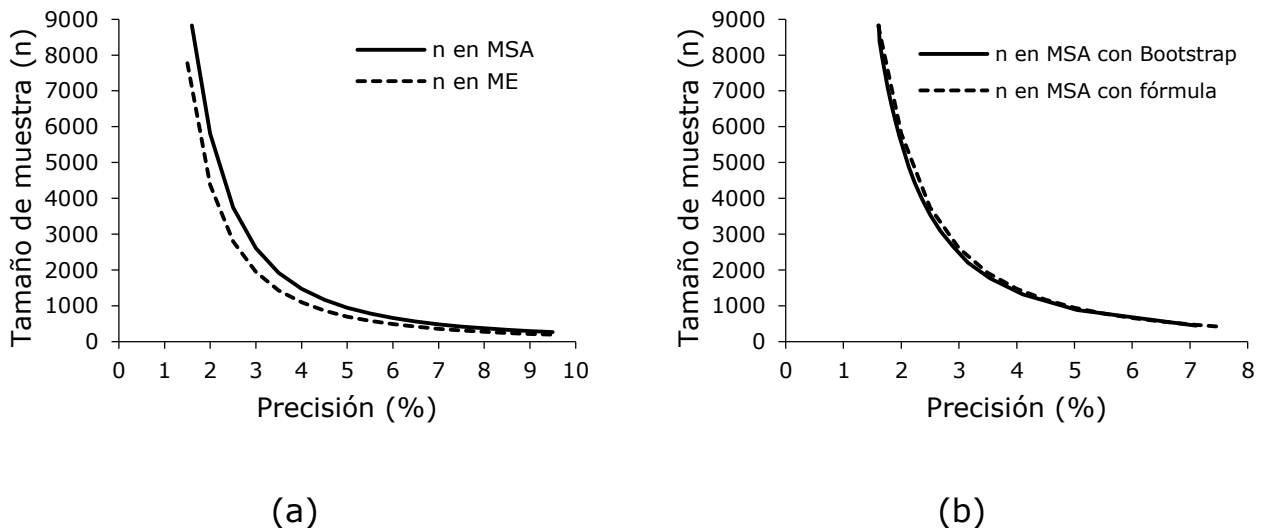 Tamaño de muestra (n)
9000
8000
7000
6000
5000
4000
3000
2000
1000
0
n en MSA
n en ME
0 1 2 3 4 5 6 7 8 9 10
Precisión (%)
(a)
Tamaño de muestra (n)
9000
8000
7000
6000
5000
4000
3000
2000
1000
0
n en MSA con Bootstrap
n en MSA con fórmula
0 1 2 3 4 5 6 7 8
Precisión (%)
(b)